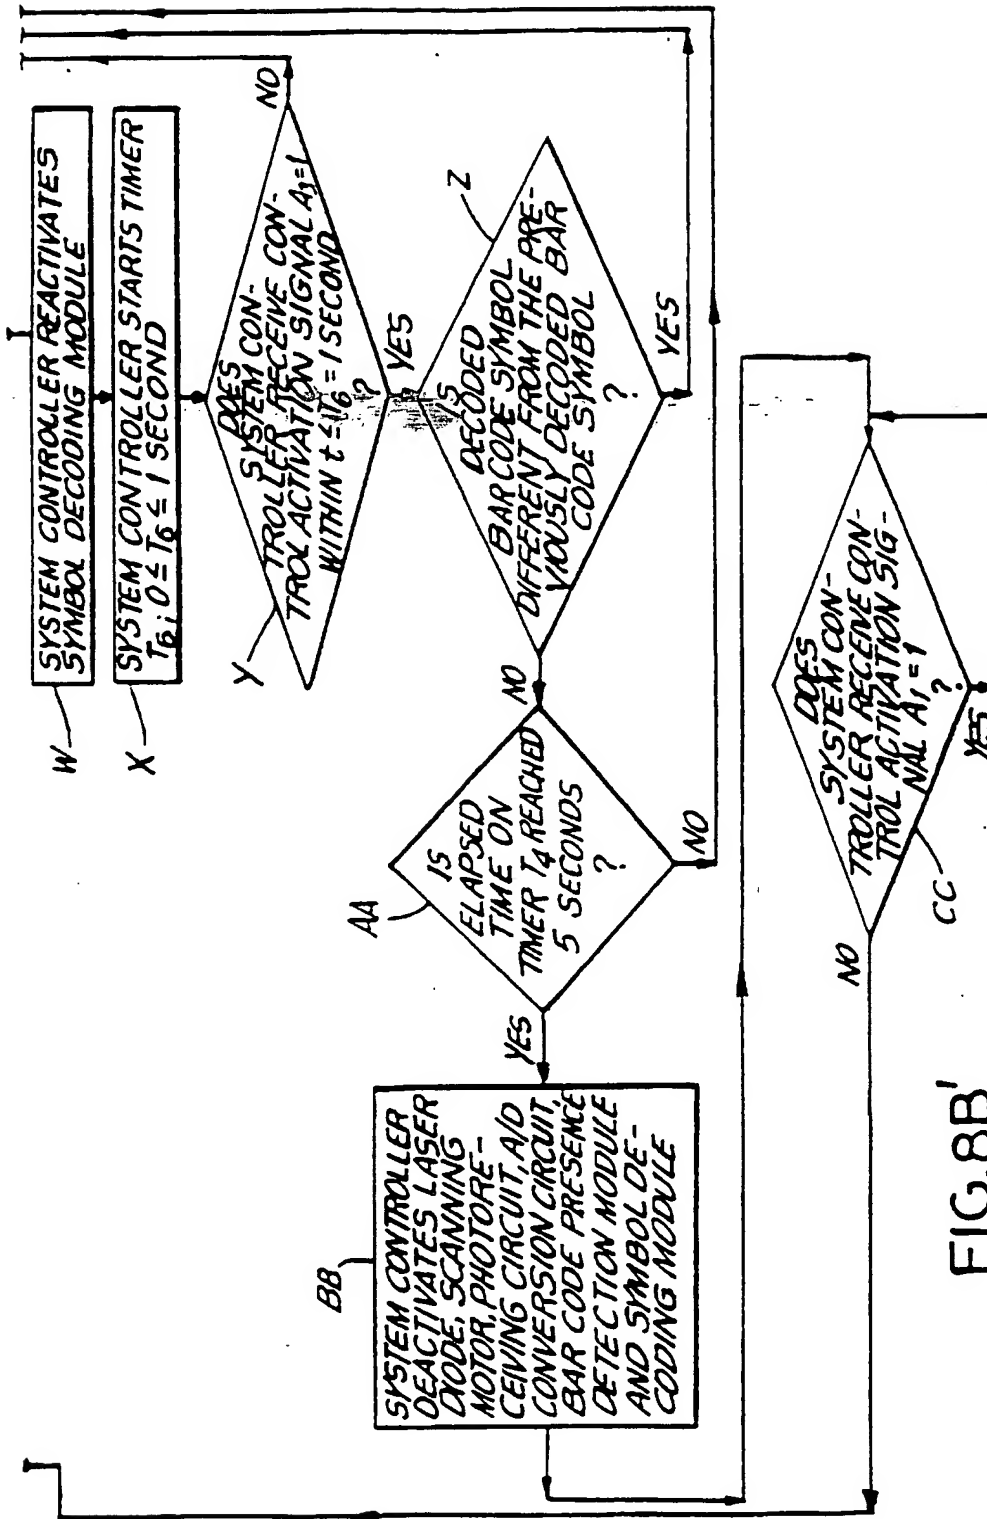 W
SYSTEM CONTROLLER REACTIVATES
SYMBOL DECODING MODULE
X
SYSTEM CONTROLLER STARTS TIMER
T6; 0 ≤ T6 ≤ 1 SECOND
Y
DOES
SYSTEM CON-
TROLLER RECEIVE CON-
TROL ACTIVATION SIGNAL A3=1
WITHIN t≤T6 = 1 SECOND
?
NO
YES
Z
IS
DECODED
BAR CODE SYMBOL
DIFFERENT FROM THE PRE-
VIOUSLY DECODED BAR
CODE SYMBOL
?
YES
NO
AA
IS
ELAPSED
TIME ON
TIMER T4 REACHED
5 SECONDS
?
NO
YES
BB
SYSTEM CONTROLLER
DEACTIVATES LASER
DIODE, SCANNING
MOTOR, PHOTORE-
CEIVING CIRCUIT, A/D
CONVERSION CIRCUIT,
BAR CODE PRESENCE
DETECTION MODULE
AND SYMBOL DE-
CODING MODULE
CC
DOES
SYSTEM CON-
TROLLER RECEIVE CON-
TROL ACTIVATION SIG-
NAL A1 = 1
?
NO
YES
FIG.8B'